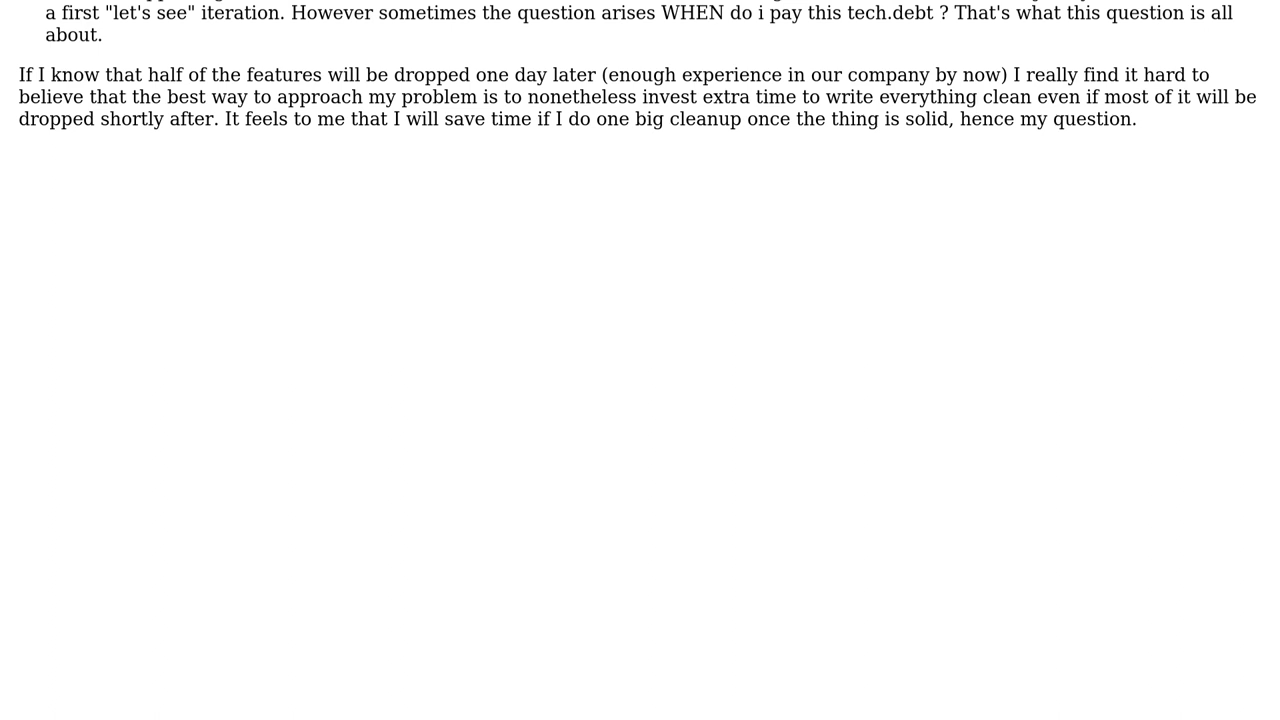 a first "let's see" iteration. However sometimes the question arises WHEN do i pay this tech.debt ? That's what this question is all
about.
If I know that half of the features will be dropped one day later (enough experience in our company by now) I really find it hard to
believe that the best way to approach my problem is to nonetheless invest extra time to write everything clean even if most of it will be
dropped shortly after. It feels to me that I will save time if I do one big cleanup once the thing is solid, hence my question.